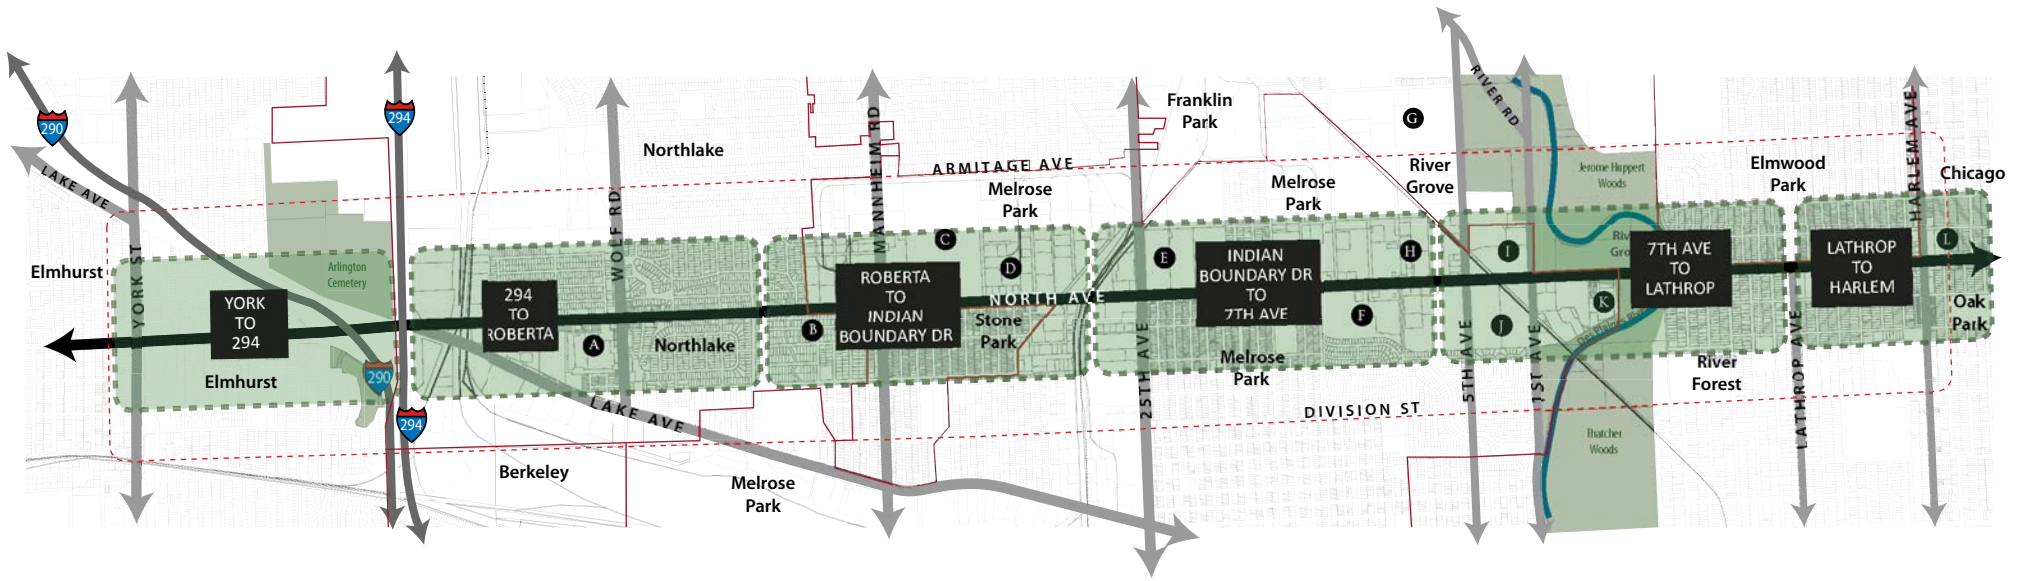 290
LAKE AVE
YORK ST
Elmhurst
YORK
TO
294
Elmhurst
Arlington
Cemetery
290
294
294
294
TO
ROBERTA
A
WOLF RD
Northlake
Northlake
LAKE AVE
Berkeley
Melrose
Park
MANNHEIM RD
ARMITAGE AVE
Melrose
Park
B
C
D
ROBERTA
TO
INDIAN
BOUNDARY DR
NORTH AVE
Stone
Park
Franklin
Park
25TH AVE
E
INDIAN
BOUNDARY DR
TO
7TH AVE
Melrose
Park
Melrose
Park
F
G
H
DIVISION ST
River
Grove
RIVER RD
5TH AVE
1ST AVE
I
J
K
Jerome Huppert
Woods
7TH AVE
TO
LATHROP
River
Forest
Thatcher
Woods
Elmwood
Park
LATHROP AVE
LATHROP
TO
HARLEM
HARLEM AVE
L
Chicago
Oak
Park